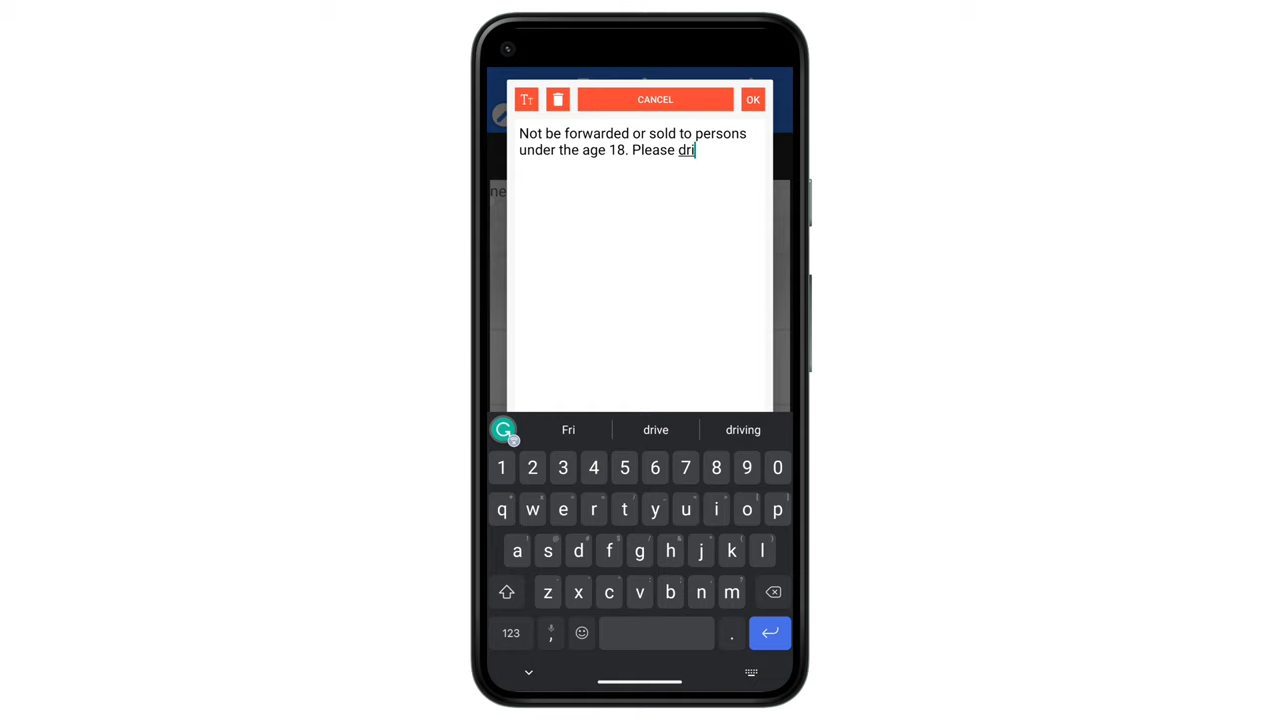 CANCEL
OK
Not be forwarded or sold to persons
under the age 18. Please dri
ne
Fri drive driving
1 2 3 4 5 6 7 8 9 0
q w e r t y u i o p
a s d f g h j k l
z x c v b n m
123 , .